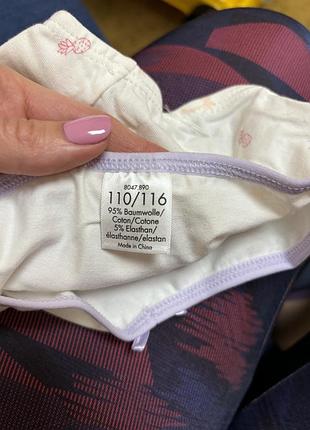 8047.890
110/116
95% Baumwolle/
Coton/Cotone
5% Elasthan/
élasthanne/elastan
Made in China